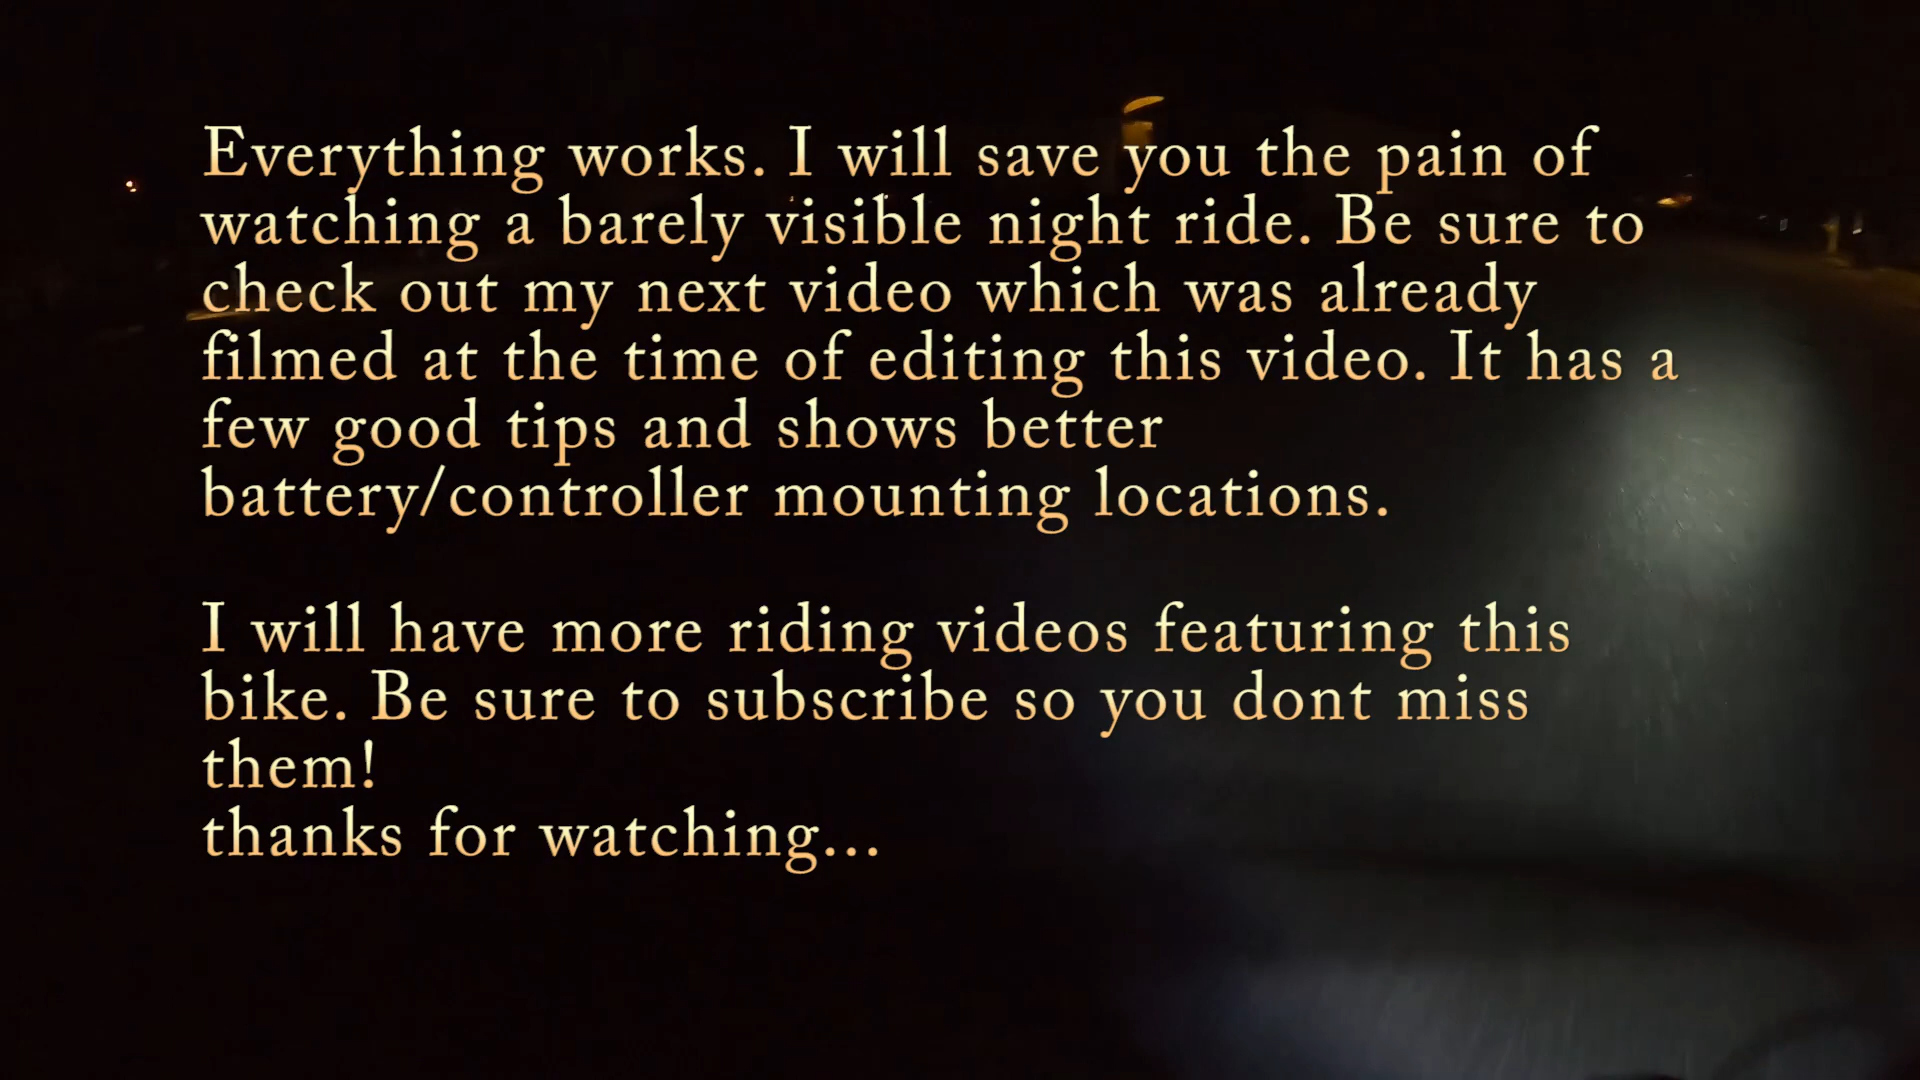 Everything works. I will save you the pain of
watching a barely visible night ride. Be sure to
check out my next video which was already
filmed at the time of editing this video. It has a
few good tips and shows better
battery/controller mounting locations.
I will have more riding videos featuring this
bike. Be sure to subscribe so you dont miss
them!
thanks for watching...